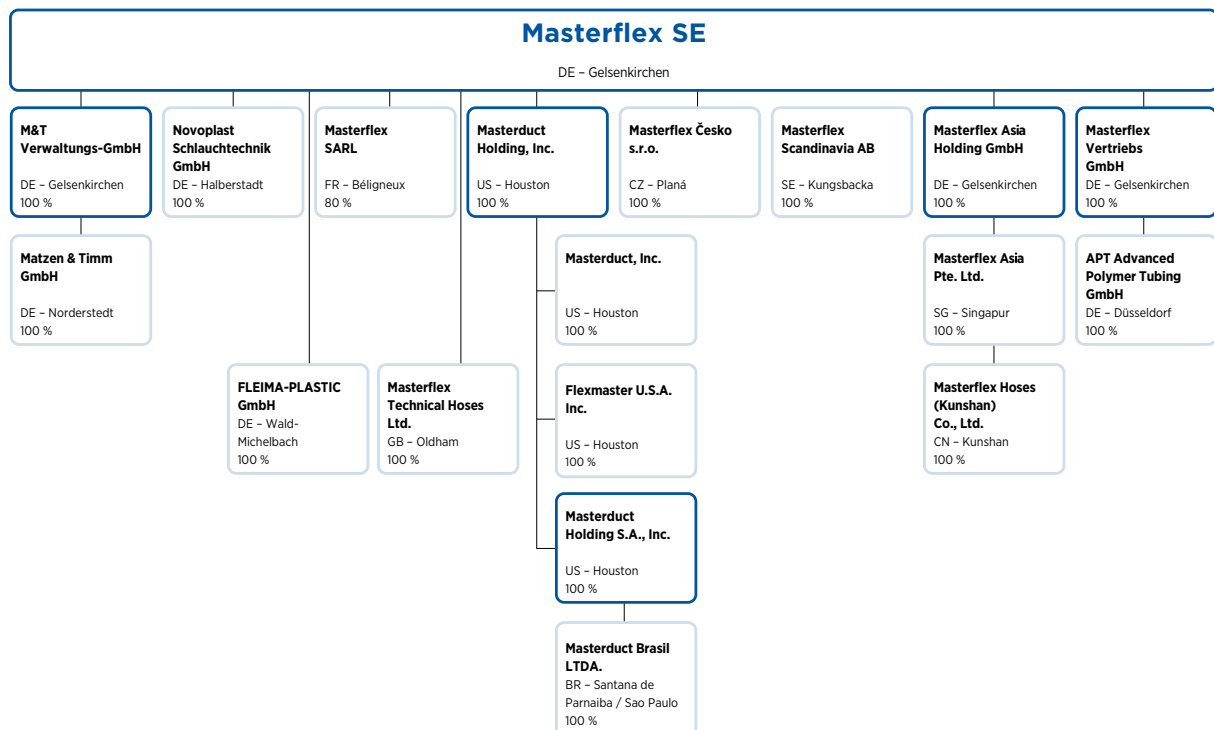 Masterflex SE
DE – Gelsenkirchen
M&T
Verwaltungs-GmbH
DE – Gelsenkirchen
100 %
Novoplast
Schlauchtechnik
GmbH
DE – Halberstadt
100 %
Masterflex
SARL
FR – Béligneux
80 %
Masterduct
Holding, Inc.
US – Houston
100 %
Masterflex Česko
s.r.o.
CZ – Planá
100 %
Masterflex
Scandinavia AB
SE – Kungsbacka
100 %
Masterflex Asia
Holding GmbH
DE – Gelsenkirchen
100 %
Masterflex
Vertriebs
GmbH
DE – Gelsenkirchen
100 %
Matzen & Timm
GmbH
DE – Norderstedt
100 %
Masterduct, Inc.
US – Houston
100 %
Masterflex Asia
Pte. Ltd.
SG – Singapur
100 %
APT Advanced
Polymer Tubing
GmbH
DE – Düsseldorf
100 %
FLEIMA-PLASTIC
GmbH
DE – Wald-
Michelbach
100 %
Masterflex
Technical Hoses
Ltd.
GB – Oldham
100 %
Flexmaster U.S.A.
Inc.
US – Houston
100 %
Masterflex Hoses
(Kunshan)
Co., Ltd.
CN – Kunshan
100 %
Masterduct
Holding S.A., Inc.
US – Houston
100 %
Masterduct Brasil
LTDA.
BR – Santana de
Parnaiba / Sao Paulo
100 %